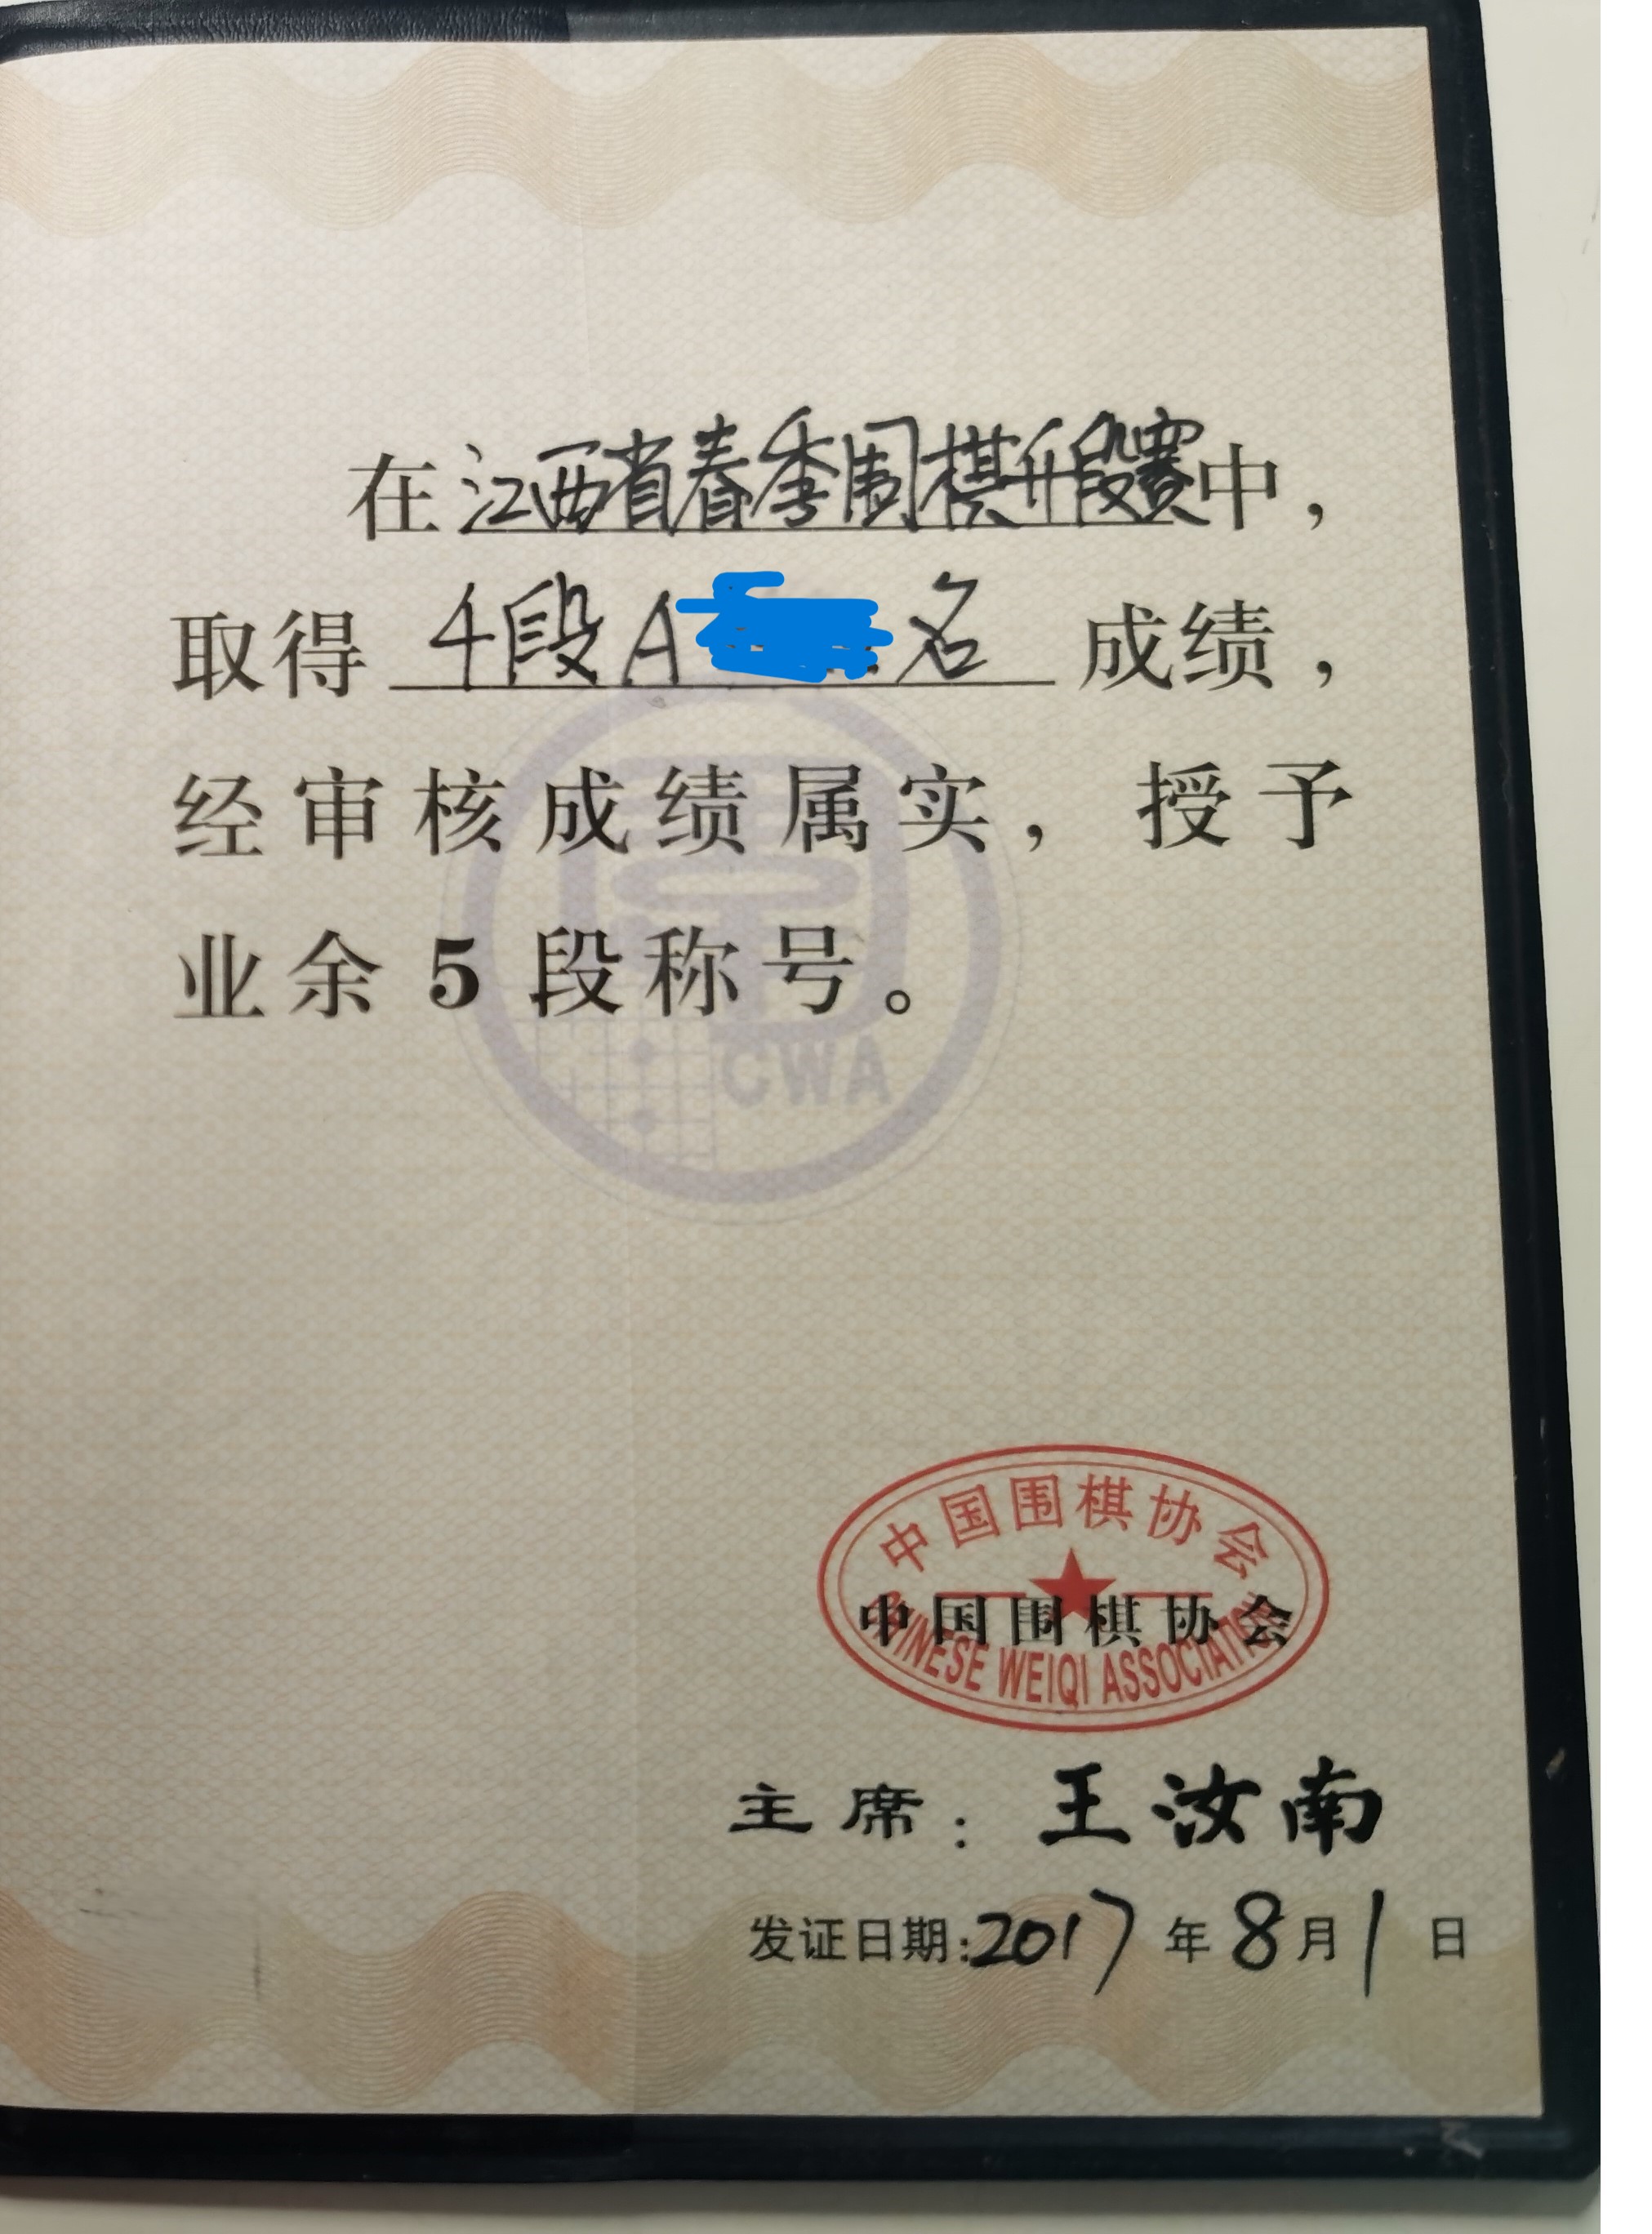 在江西省春季围棋升段赛中，
取得 4段A 名 成绩，
经审核成绩属实，授予
业余5段称号。
CWA
中国围棋协会
中国围棋协会
CHINESE WEIQI ASSOCIATION
主席：王汝南
发证日期:2017年8月1日